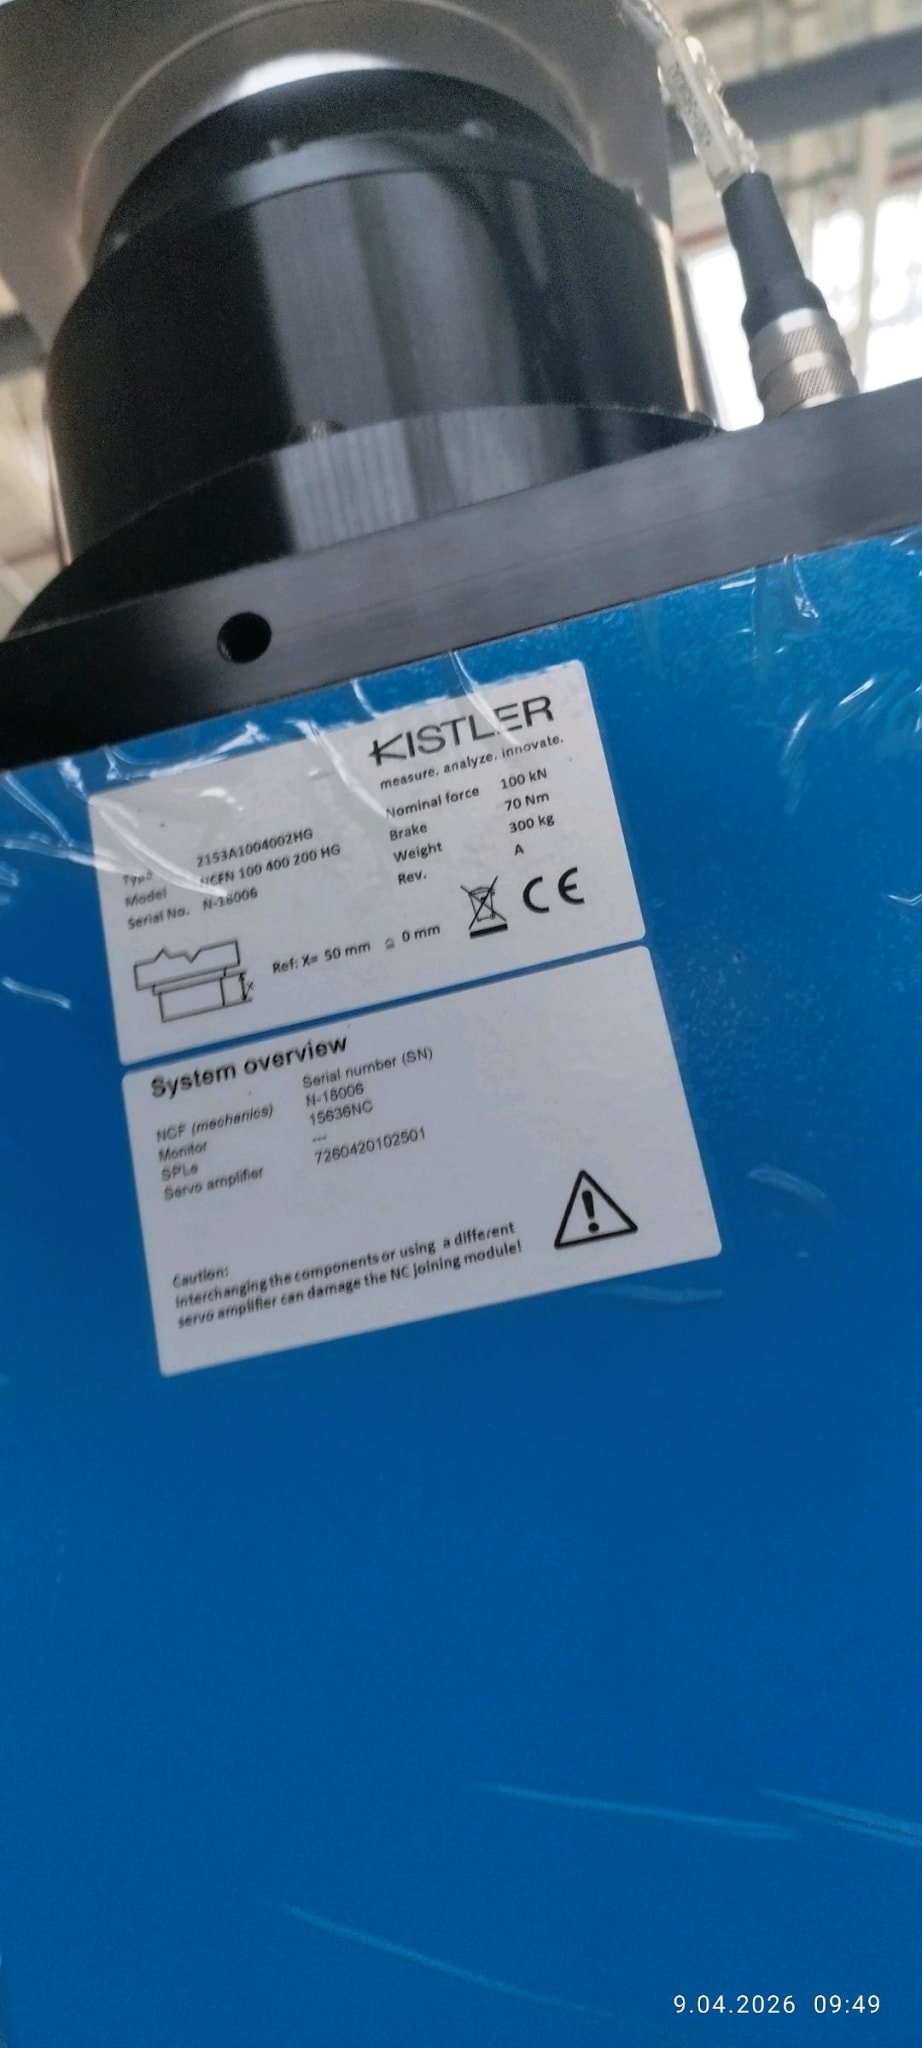 KISTLER
measure. analyze. innovate.
Type 2153A1004002HG
Model NCFN 100 400 200 HG
Serial No. N-18006
Nominal force 100 kN
Brake 70 Nm
Weight 300 kg
Rev. A
Ref: X= 50 mm ≙ 0 mm
x
CE
System overview
Serial number (SN)
NCF (mechanics) N-18006
Monitor 15636NC
SPLe ---
Servo amplifier 7260420102501
Caution:
Interchanging the components or using a different
servo amplifier can damage the NC joining module!
9.04.2026 09:49